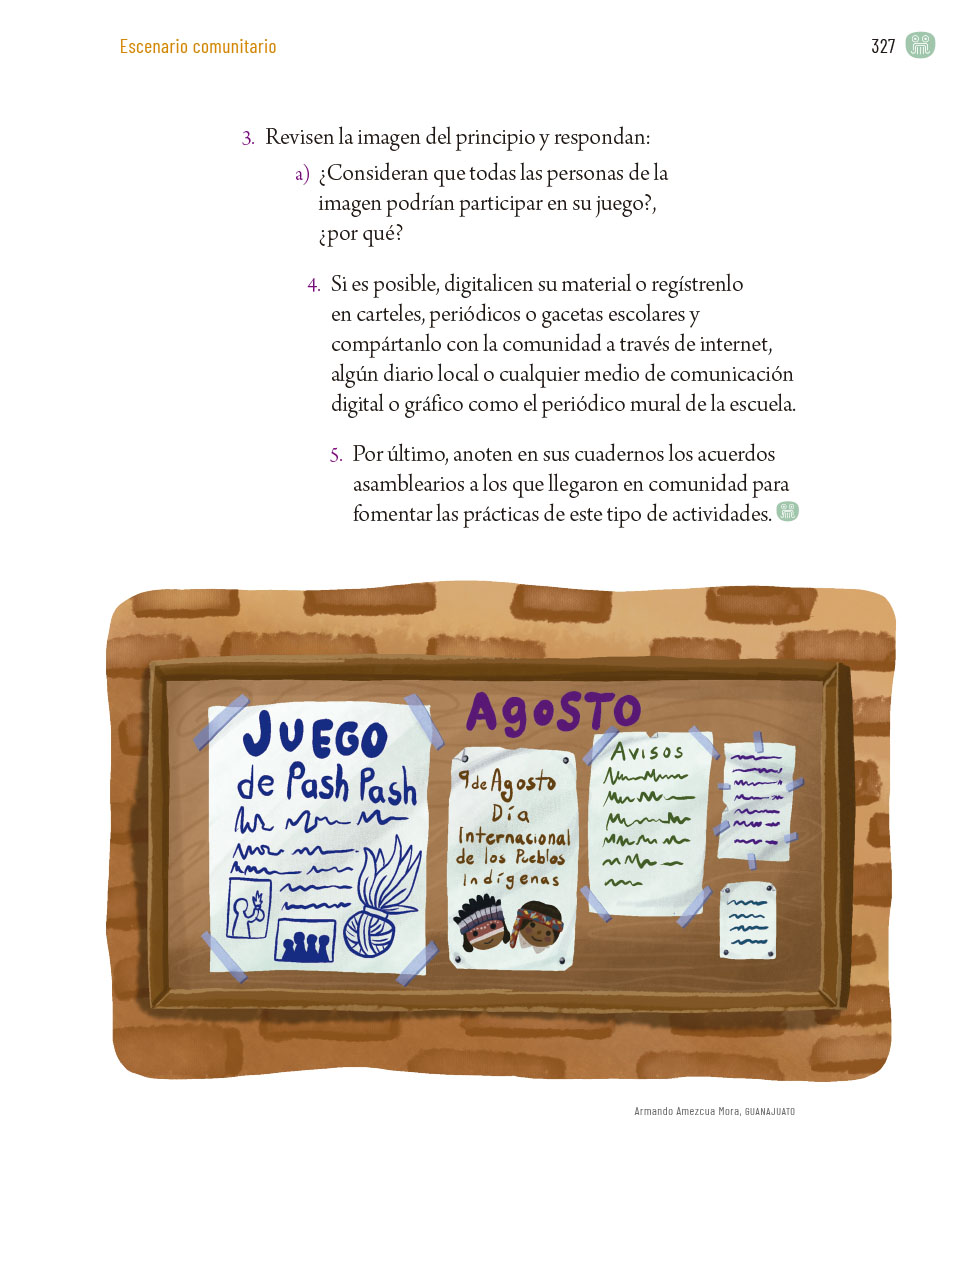 Escenario comunitario
327
3. Revisen la imagen del principio y respondan:
a) ¿Consideran que todas las personas de la
imagen podrían participar en su juego?,
¿por qué?
4. Si es posible, digitalicen su material o regístrenlo
en carteles, periódicos o gacetas escolares y
compártanlo con la comunidad a través de internet,
algún diario local o cualquier medio de comunicación
digital o gráfico como el periódico mural de la escuela.
5. Por último, anoten en sus cuadernos los acuerdos
asamblearios a los que llegaron en comunidad para
fomentar las prácticas de este tipo de actividades.
JUEGO
de Pash Pash
AgoSTO
9 de Agosto
Día
Internacional
de los Pueblos
Indígenas
AVISOS
Armando Amezcua Mora, GUANAJUATO